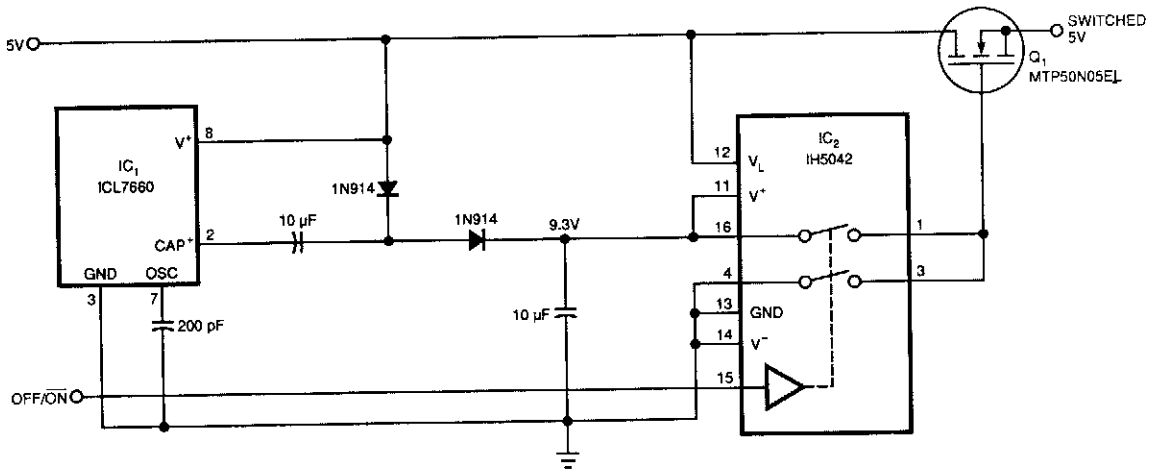 5V
SWITCHED
5V
Q1
MTP50N05EL
IC1
ICL7660
V+
8
CAP+
2
GND
OSC
3
7
200 pF
1N914
10 µF
1N914
9.3V
10 µF
IC2
IH5042
12
VL
11
V+
16
1
4
3
13
GND
14
V−
15
OFF/O̅N̅